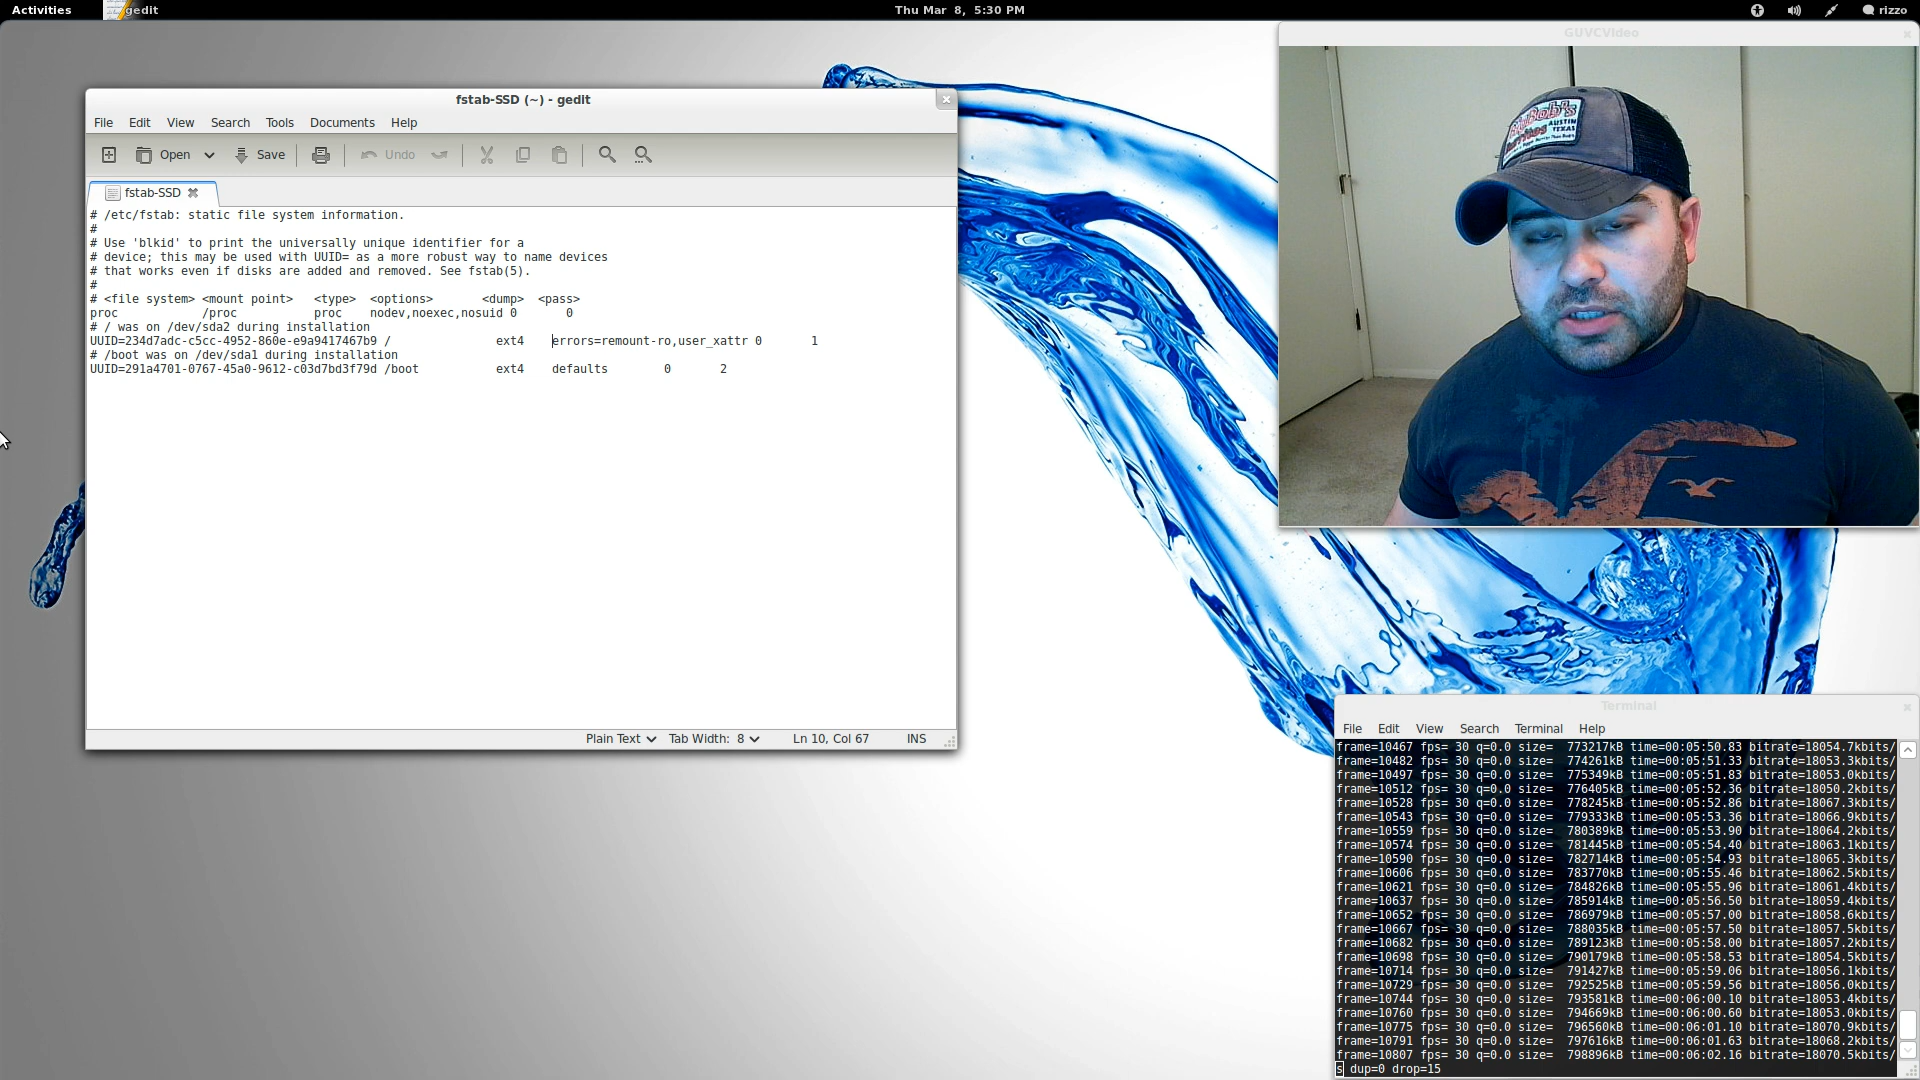 Activities
gedit
Thu Mar 8, 5:30 PM
rizzo
fstab-SSD (~) - gedit
File Edit View Search Tools Documents Help
Open Save Undo
fstab-SSD
# /etc/fstab: static file system information.
#
# Use 'blkid' to print the universally unique identifier for a
# device; this may be used with UUID= as a more robust way to name devices
# that works even if disks are added and removed. See fstab(5).
#
# <file system> <mount point>   <type>  <options>       <dump>  <pass>
proc            /proc           proc    nodev,noexec,nosuid 0       0
# / was on /dev/sda2 during installation
UUID=234d7adc-c5cc-4952-860e-e9a9417467b9 /               ext4    errors=remount-ro,user_xattr 0       1
# /boot was on /dev/sda1 during installation
UUID=291a4701-0767-45a0-9612-c03d7bd3f79d /boot           ext4    defaults        0       2
Plain Text Tab Width: 8 Ln 10, Col 67 INS
GUVCVideo
AUSTIN
TEXAS
Terminal
File Edit View Search Terminal Help
frame=10467 fps= 30 q=0.0 size=  773217kB time=00:05:50.83 bitrate=18054.7kbits/
frame=10482 fps= 30 q=0.0 size=  774261kB time=00:05:51.33 bitrate=18053.3kbits/
frame=10497 fps= 30 q=0.0 size=  775349kB time=00:05:51.83 bitrate=18053.0kbits/
frame=10512 fps= 30 q=0.0 size=  776405kB time=00:05:52.36 bitrate=18050.2kbits/
frame=10528 fps= 30 q=0.0 size=  778245kB time=00:05:52.86 bitrate=18067.3kbits/
frame=10543 fps= 30 q=0.0 size=  779333kB time=00:05:53.36 bitrate=18066.9kbits/
frame=10559 fps= 30 q=0.0 size=  780389kB time=00:05:53.90 bitrate=18064.2kbits/
frame=10574 fps= 30 q=0.0 size=  781445kB time=00:05:54.40 bitrate=18063.1kbits/
frame=10590 fps= 30 q=0.0 size=  782714kB time=00:05:54.93 bitrate=18065.3kbits/
frame=10606 fps= 30 q=0.0 size=  783770kB time=00:05:55.46 bitrate=18062.5kbits/
frame=10621 fps= 30 q=0.0 size=  784826kB time=00:05:55.96 bitrate=18061.4kbits/
frame=10637 fps= 30 q=0.0 size=  785914kB time=00:05:56.50 bitrate=18059.4kbits/
frame=10652 fps= 30 q=0.0 size=  786979kB time=00:05:57.00 bitrate=18058.6kbits/
frame=10667 fps= 30 q=0.0 size=  788035kB time=00:05:57.50 bitrate=18057.5kbits/
frame=10682 fps= 30 q=0.0 size=  789123kB time=00:05:58.00 bitrate=18057.2kbits/
frame=10698 fps= 30 q=0.0 size=  790179kB time=00:05:58.53 bitrate=18054.5kbits/
frame=10714 fps= 30 q=0.0 size=  791427kB time=00:05:59.06 bitrate=18056.1kbits/
frame=10729 fps= 30 q=0.0 size=  792525kB time=00:05:59.56 bitrate=18056.0kbits/
frame=10744 fps= 30 q=0.0 size=  793581kB time=00:06:00.10 bitrate=18053.4kbits/
frame=10760 fps= 30 q=0.0 size=  794669kB time=00:06:00.60 bitrate=18053.0kbits/
frame=10775 fps= 30 q=0.0 size=  796560kB time=00:06:01.10 bitrate=18070.9kbits/
frame=10791 fps= 30 q=0.0 size=  797616kB time=00:06:01.63 bitrate=18068.2kbits/
frame=10807 fps= 30 q=0.0 size=  798896kB time=00:06:02.16 bitrate=18070.5kbits/
s dup=0 drop=15